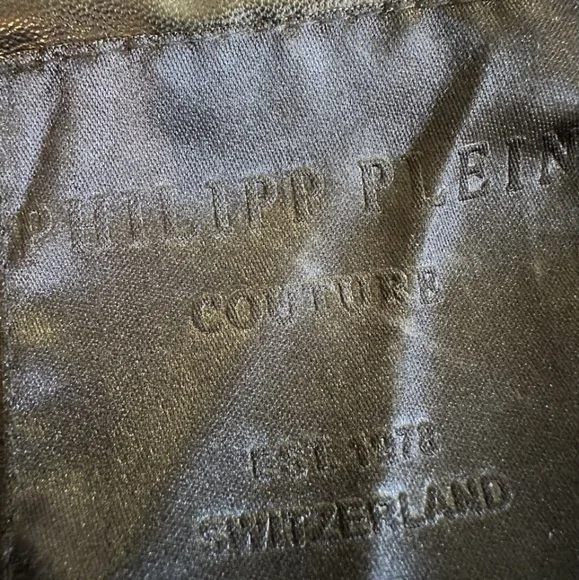 PHILIPP PLEIN
COUTURE
EST. 1978
SWITZERLAND